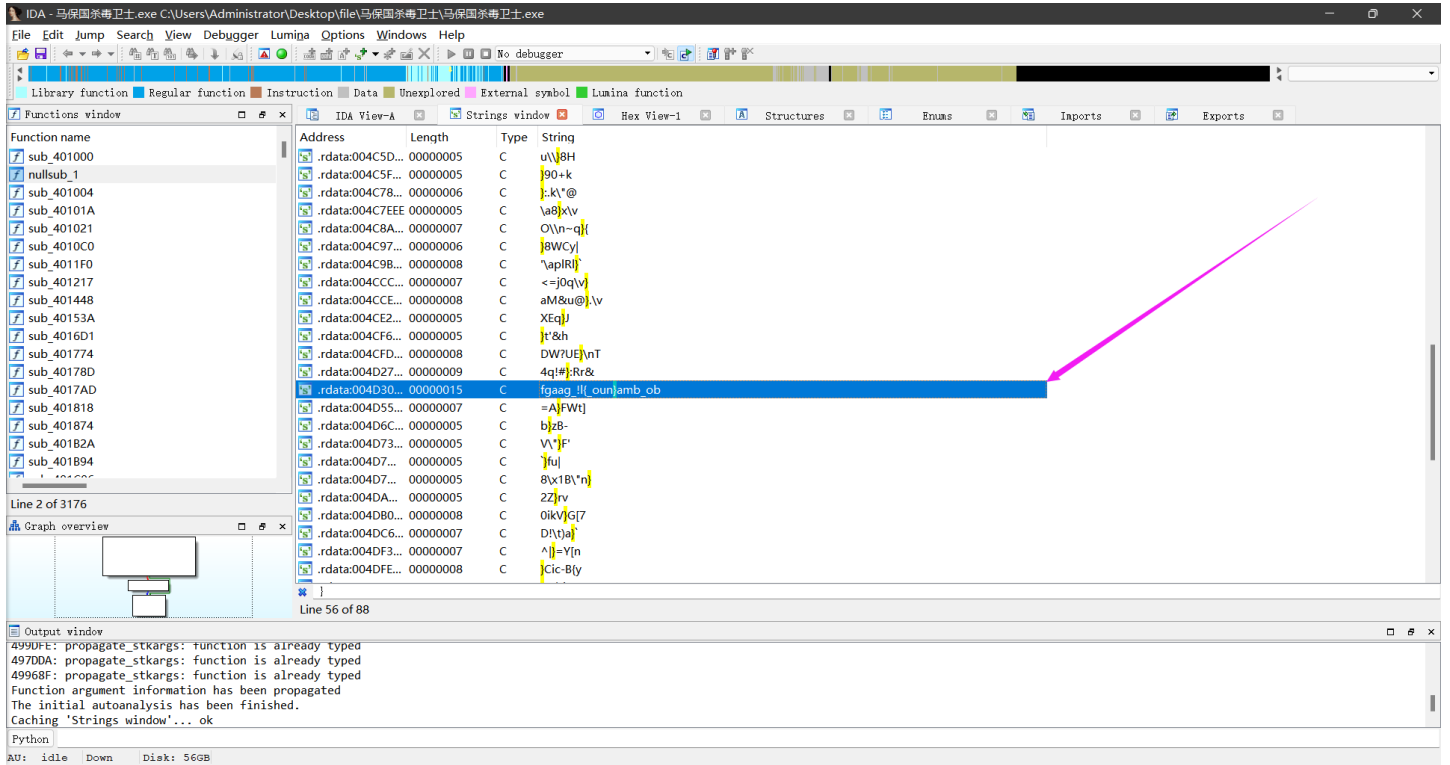 IDA - 马保国杀毒卫士.exe C:\Users\Administrator\Desktop\file\马保国杀毒卫士\马保国杀毒卫士.exe
File Edit Jump Search View Debugger Lumina Options Windows Help
No debugger
Library function Regular function Instruction Data Unexplored External symbol Lumina function
Functions window
IDA View-A Strings window Hex View-1 Structures Enums Imports Exports
Function name
sub_401000
nullsub_1
sub_401004
sub_40101A
sub_401021
sub_4010C0
sub_4011F0
sub_401217
sub_401448
sub_40153A
sub_4016D1
sub_401774
sub_40178D
sub_4017AD
sub_401818
sub_401874
sub_401B2A
sub_401B94
Line 2 of 3176
Graph overview
Address Length Type String
.rdata:004C5D... 00000005 C u\\}8H
.rdata:004C5F... 00000005 C }90+k
.rdata:004C78... 00000006 C }:.k\"@
.rdata:004C7EEE 00000005 C \a8}x\v
.rdata:004C8A... 00000007 C O\\n~q}{
.rdata:004C97... 00000006 C }8WCy|
.rdata:004C9B... 00000008 C '\aplRl}`
.rdata:004CCC... 00000007 C <=j0q\v}
.rdata:004CCE... 00000008 C aM&u@}.\v
.rdata:004CE2... 00000005 C XEq}J
.rdata:004CF6... 00000005 C }t'&h
.rdata:004CFD... 00000008 C DW?UE}\nT
.rdata:004D27... 00000009 C 4q!#}:Rr&
.rdata:004D30... 00000015 C fgaag_!l{_oun}amb_ob
.rdata:004D55... 00000007 C =A}FWt]
.rdata:004D6C... 00000005 C b}zB-
.rdata:004D73... 00000005 C V\"}F'
.rdata:004D7... 00000005 C `}fu|
.rdata:004D7... 00000005 C 8\x1B\"n}
.rdata:004DA... 00000005 C 2Z}rv
.rdata:004DB0... 00000008 C 0ikV}G[7
.rdata:004DC6... 00000007 C D!\t)a}`
.rdata:004DF3... 00000007 C ^|}=Y[n
.rdata:004DFE... 00000008 C }Cic-B{y
}
Line 56 of 88
Output window
499DFE: propagate_stkargs: function is already typed
497DDA: propagate_stkargs: function is already typed
49968F: propagate_stkargs: function is already typed
Function argument information has been propagated
The initial autoanalysis has been finished.
Caching 'Strings window'... ok
Python
AU: idle Down Disk: 56GB